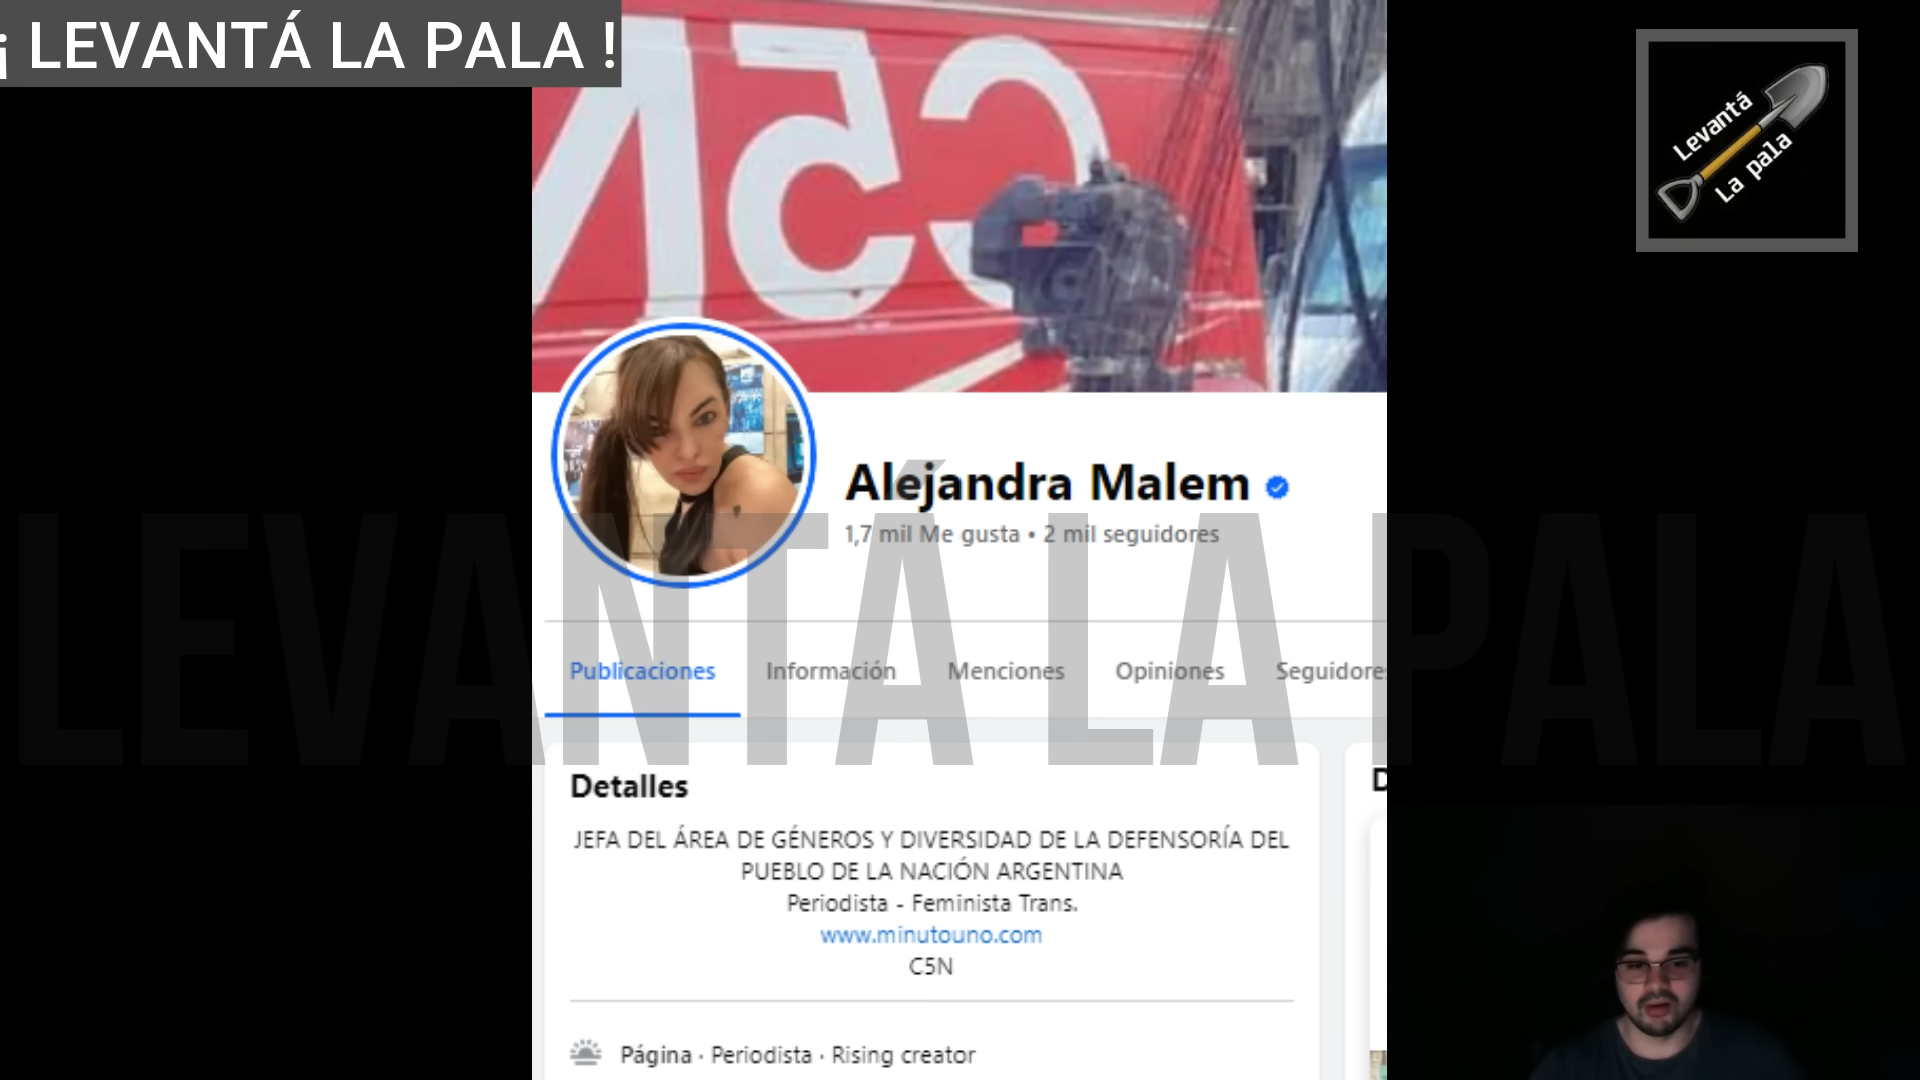 ¡ LEVANTÁ LA PALA !
Levantá
La pala
C5N
Alejandra Malem
1,7 mil Me gusta • 2 mil seguidores
LEVANTÁ LA PALA
Publicaciones Información Menciones Opiniones Seguidores
Detalles
JEFA DEL ÁREA DE GÉNEROS Y DIVERSIDAD DE LA DEFENSORÍA DEL
PUEBLO DE LA NACIÓN ARGENTINA
Periodista - Feminista Trans.
www.minutouno.com
C5N
Página · Periodista · Rising creator